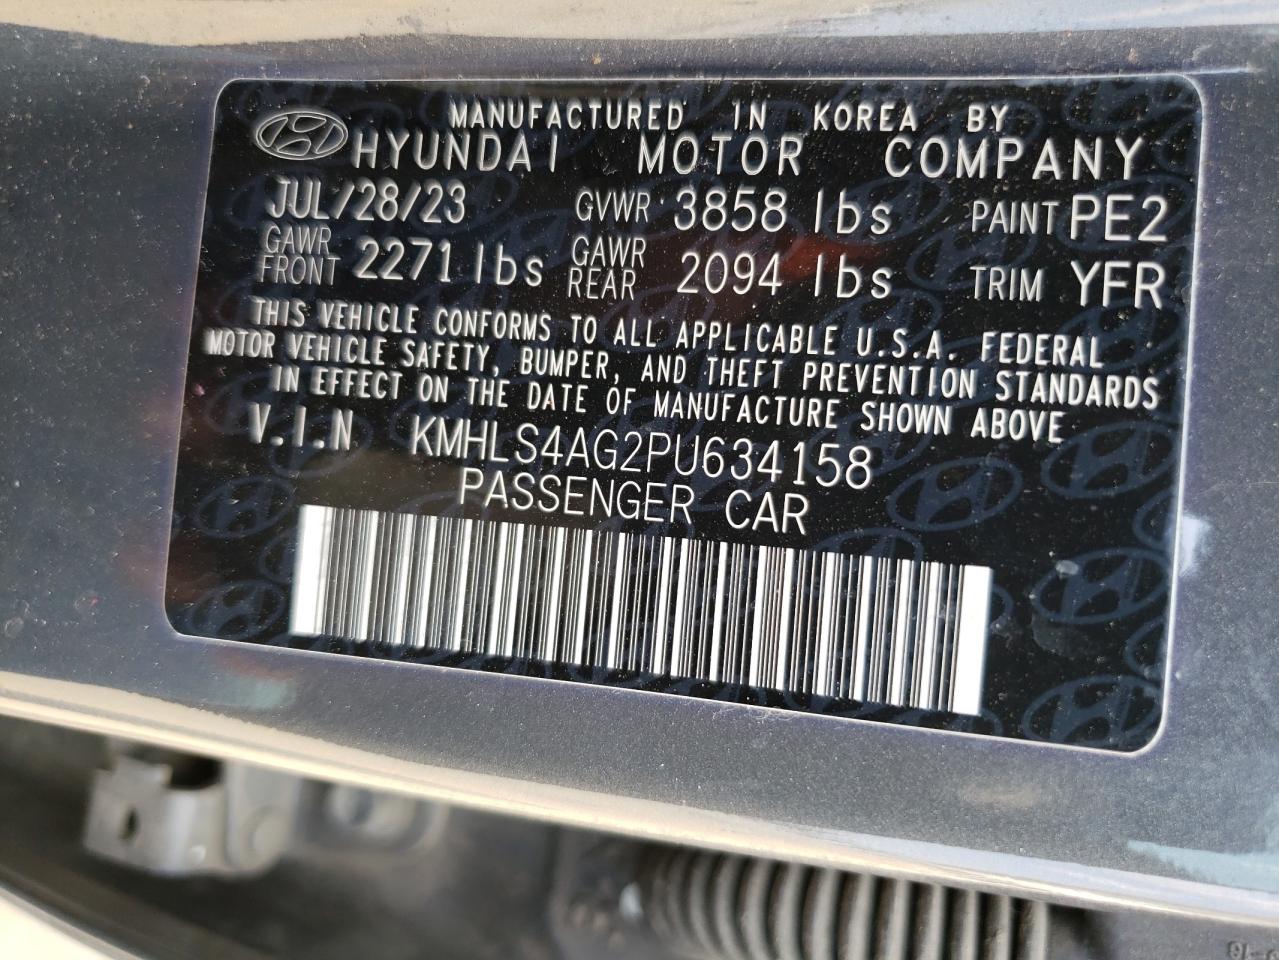 MANUFACTURED IN KOREA BY
HYUNDAI MOTOR COMPANY
JUL/28/23 GVWR 3858 lbs PAINT PE2
GAWR FRONT 2271 lbs GAWR REAR 2094 lbs TRIM YFR
THIS VEHICLE CONFORMS TO ALL APPLICABLE U.S.A. FEDERAL
MOTOR VEHICLE SAFETY, BUMPER, AND THEFT PREVENTION STANDARDS
IN EFFECT ON THE DATE OF MANUFACTURE SHOWN ABOVE
V.I.N KMHLS4AG2PU634158
PASSENGER CAR